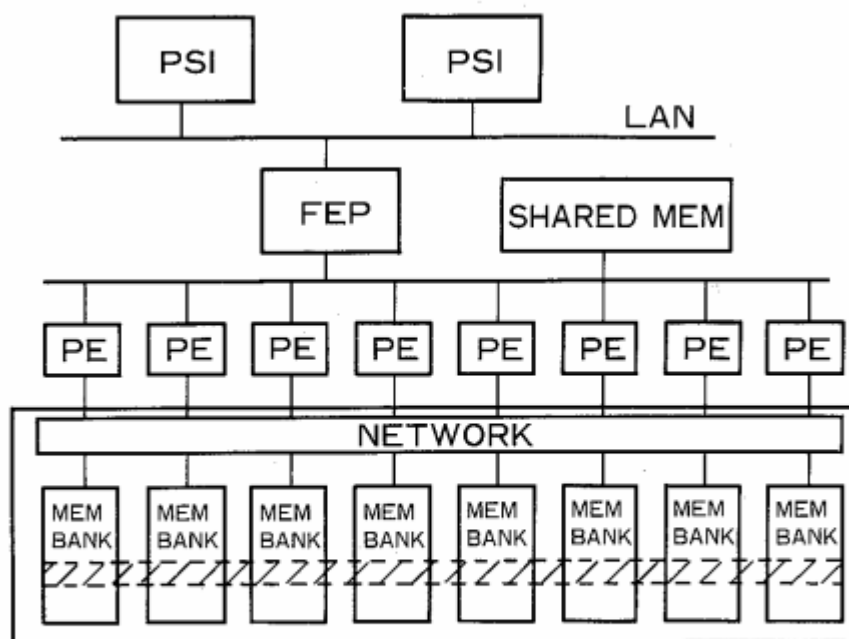 PSI PSI
LAN
FEP SHARED MEM
PE PE PE PE PE PE PE PE
NETWORK
MEM MEM MEM MEM MEM MEM MEM MEM
BANK BANK BANK BANK BANK BANK BANK BANK